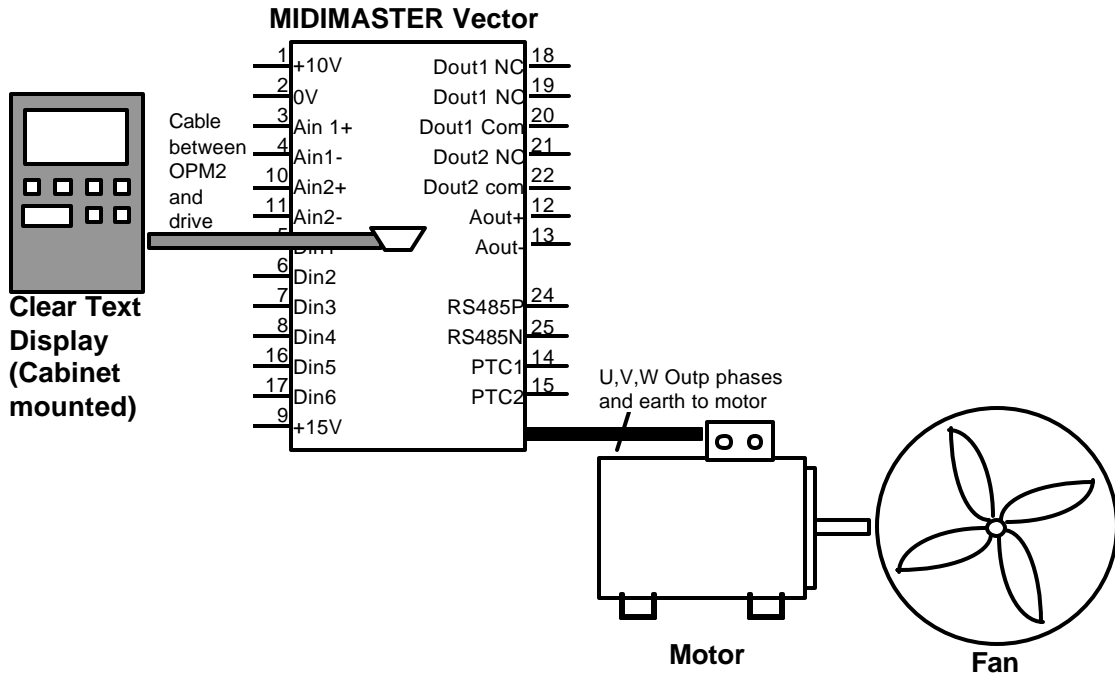 MIDIMASTER Vector
1
+10V
2
0V
3
Ain 1+
4
Ain1-
10
Ain2+
11
Ain2-
5
Din1
6
Din2
7
Din3
8
Din4
16
Din5
17
Din6
9
+15V
18
Dout1 NC
19
Dout1 NO
20
Dout1 Com
21
Dout2 NO
22
Dout2 com
12
Aout+
13
Aout-
24
RS485P
25
RS485N
14
PTC1
15
PTC2
Cable
between
OPM2
and
drive
Clear Text
Display
(Cabinet
mounted)
U,V,W Outp phases
and earth to motor
Motor
Fan